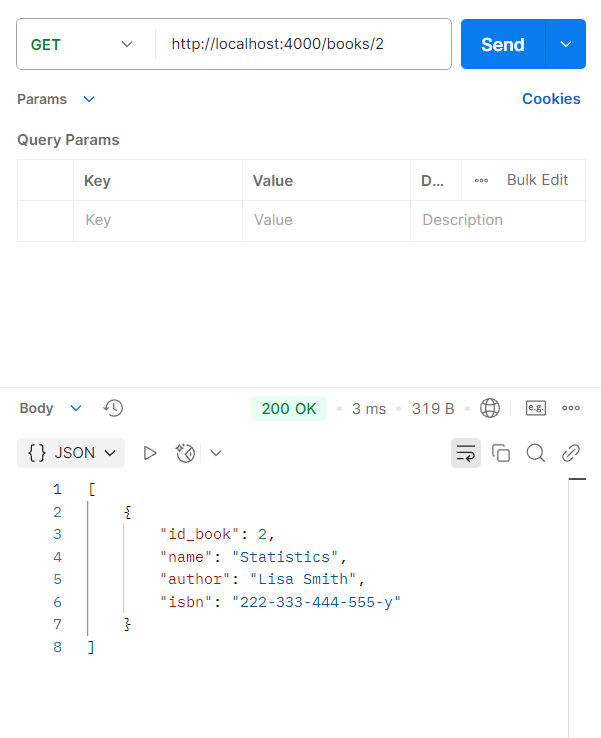 GET http://localhost:4000/books/2 Send
Params Cookies
Query Params
Key Value D... Bulk Edit
Key Value Description
Body 200 OK • 3 ms • 319 B • e.g.
{} JSON
1 [
2     {
3         "id_book": 2,
4         "name": "Statistics",
5         "author": "Lisa Smith",
6         "isbn": "222-333-444-555-y"
7     }
8 ]